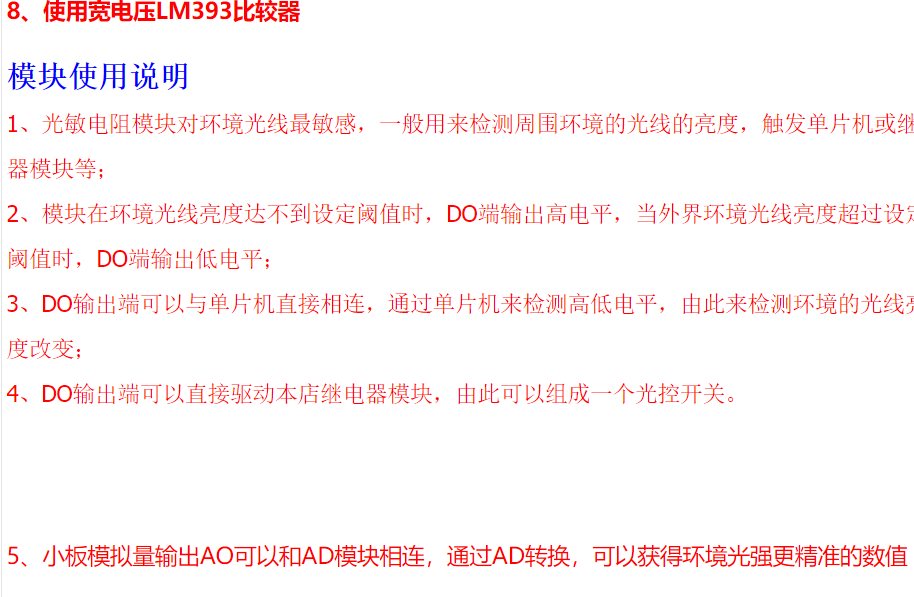 8、使用宽电压LM393比较器
模块使用说明
1、光敏电阻模块对环境光线最敏感，一般用来检测周围环境的光线的亮度，触发单片机或继
器模块等；
2、模块在环境光线亮度达不到设定阈值时，DO端输出高电平，当外界环境光线亮度超过设定
阈值时，DO端输出低电平；
3、DO输出端可以与单片机直接相连，通过单片机来检测高低电平，由此来检测环境的光线亮
度改变；
4、DO输出端可以直接驱动本店继电器模块，由此可以组成一个光控开关。
5、小板模拟量输出AO可以和AD模块相连，通过AD转换，可以获得环境光强更精准的数值